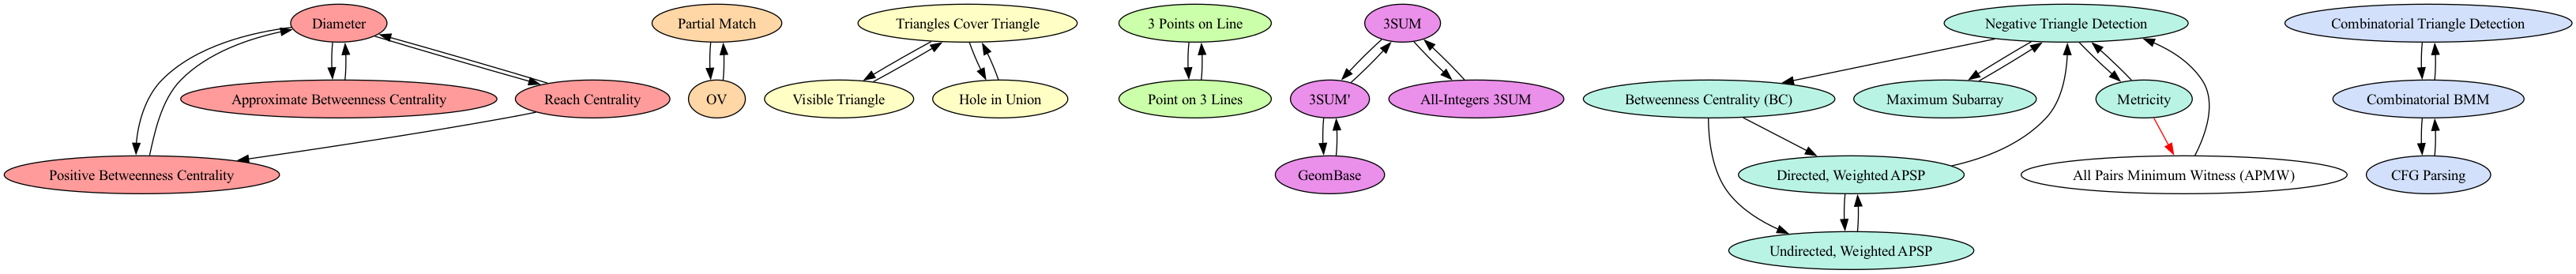 Diameter
Partial Match
Triangles Cover Triangle
3 Points on Line
3SUM
Negative Triangle Detection
Combinatorial Triangle Detection
Approximate Betweenness Centrality
Reach Centrality
OV
Visible Triangle
Hole in Union
Point on 3 Lines
3SUM'
All-Integers 3SUM
Betweenness Centrality (BC)
Maximum Subarray
Metricity
Combinatorial BMM
Positive Betweenness Centrality
GeomBase
Directed, Weighted APSP
All Pairs Minimum Witness (APMW)
CFG Parsing
Undirected, Weighted APSP